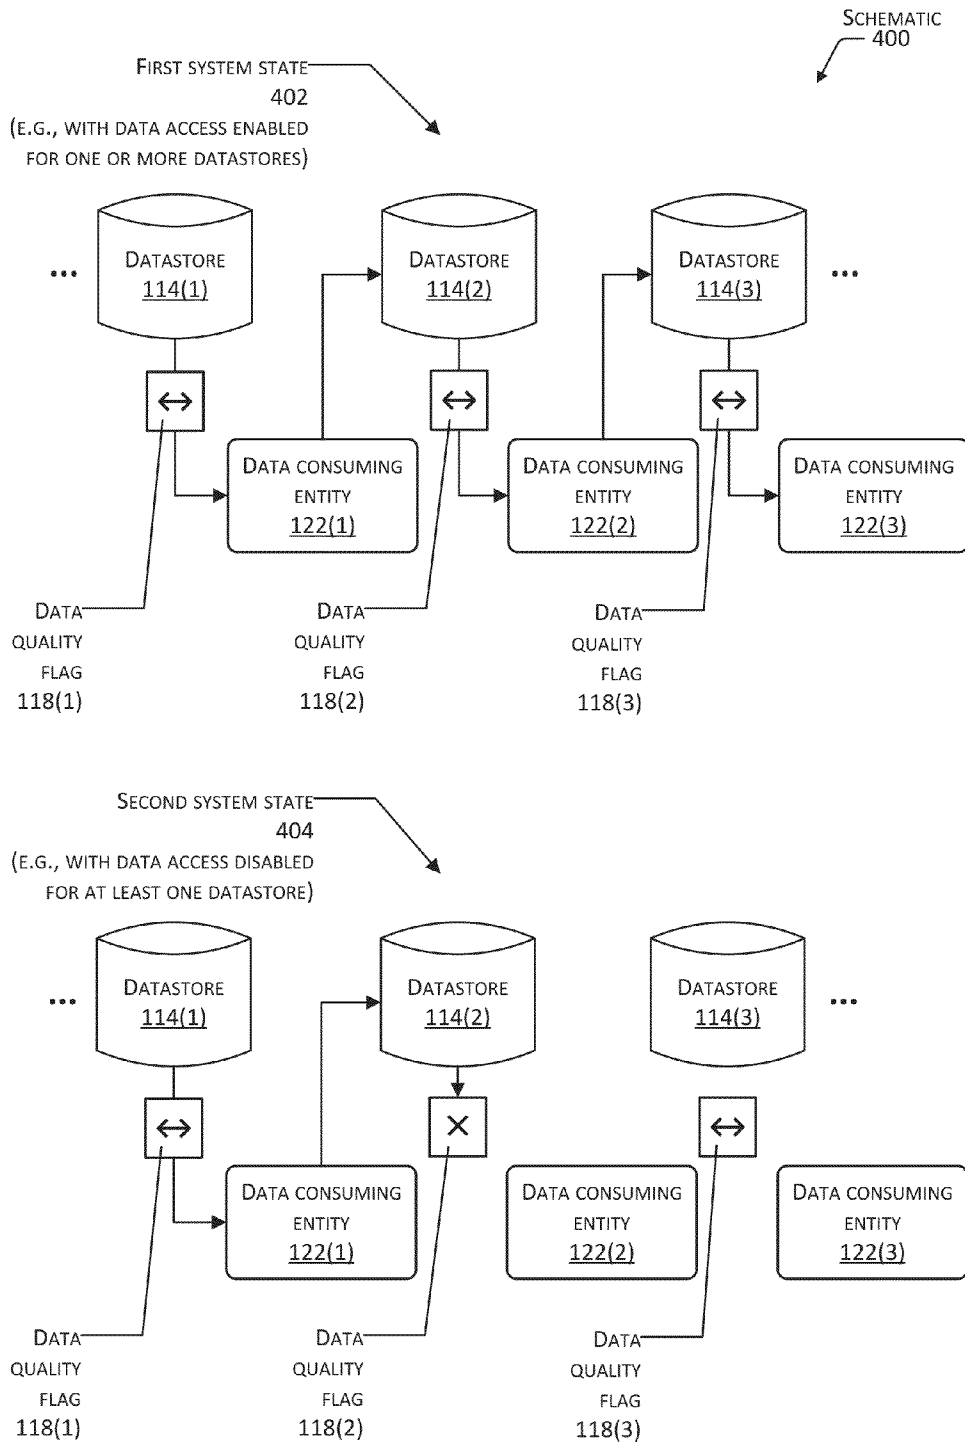 SCHEMATIC
400
FIRST SYSTEM STATE
402
(E.G., WITH DATA ACCESS ENABLED
FOR ONE OR MORE DATASTORES)
... DATASTORE DATASTORE DATASTORE ...
114(1) 114(2) 114(3)
DATA CONSUMING DATA CONSUMING DATA CONSUMING
ENTITY ENTITY ENTITY
122(1) 122(2) 122(3)
DATA DATA DATA
QUALITY QUALITY QUALITY
FLAG FLAG FLAG
118(1) 118(2) 118(3)
SECOND SYSTEM STATE
404
(E.G., WITH DATA ACCESS DISABLED
FOR AT LEAST ONE DATASTORE)
... DATASTORE DATASTORE DATASTORE ...
114(1) 114(2) 114(3)
DATA CONSUMING DATA CONSUMING DATA CONSUMING
ENTITY ENTITY ENTITY
122(1) 122(2) 122(3)
DATA DATA DATA
QUALITY QUALITY QUALITY
FLAG FLAG FLAG
118(1) 118(2) 118(3)